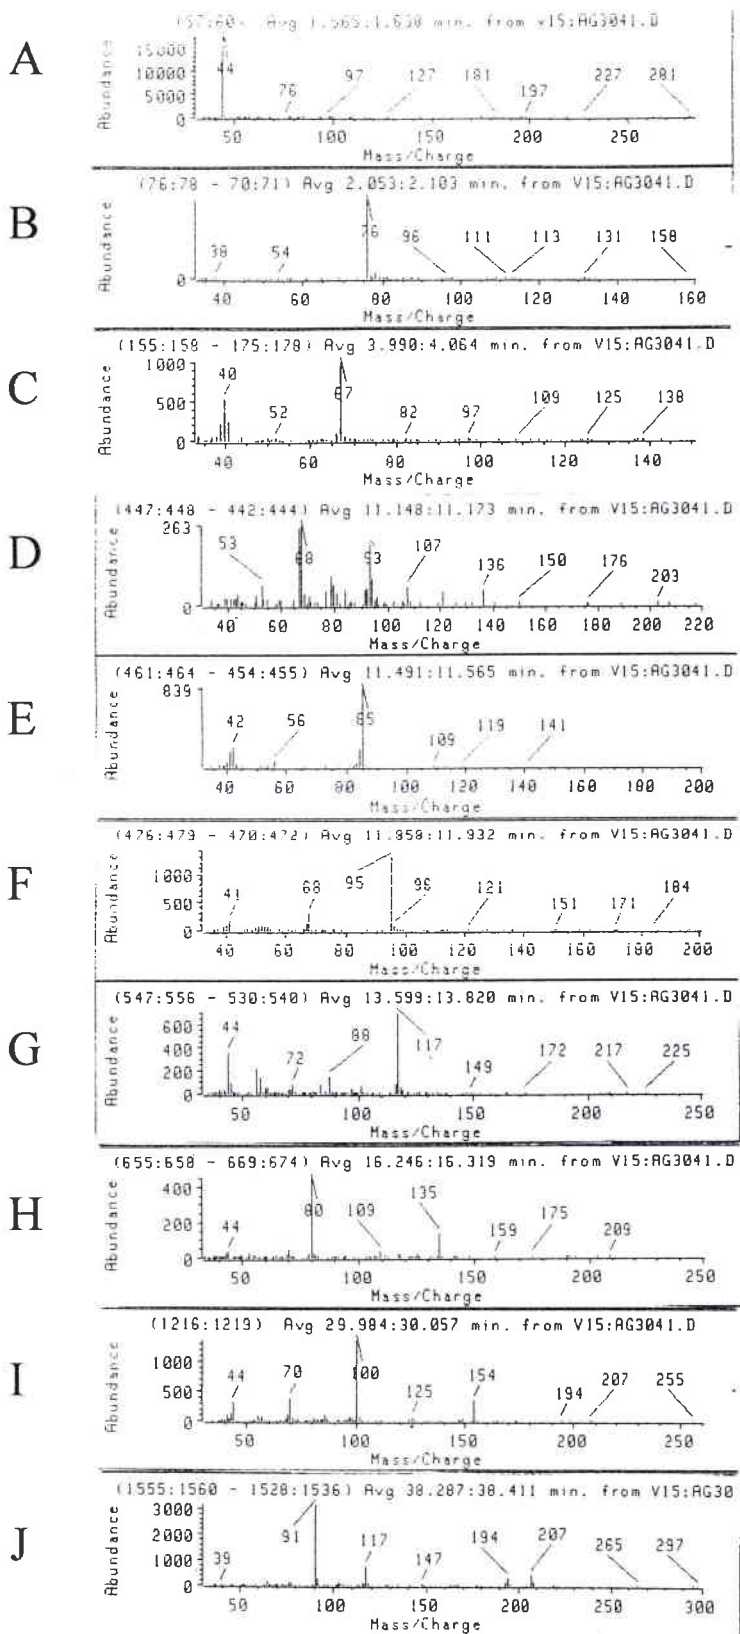 A
(57:60) Avg 1.565:1.638 min. from V15:AG3041.D
Abundance
15000
10000
5000
0
44
76
97
127
181
197
227
281
50 100 150 200 250
Mass/Charge
B
(76:78 - 70:71) Avg 2.053:2.103 min. from V15:AG3041.D
Abundance
0
38
54
76
96
111
113
131
158
40 60 80 100 120 140 160
Mass/Charge
C
(155:158 - 175:178) Avg 3.990:4.064 min. from V15:AG3041.D
Abundance
1000
500
0
40
52
67
82
97
109
125
138
40 60 80 100 120 140
Mass/Charge
D
(447:448 - 442:444) Avg 11.148:11.173 min. from V15:AG3041.D
Abundance
263
0
53
68
93
107
136
150
176
203
40 60 80 100 120 140 160 180 200 220
Mass/Charge
E
(461:464 - 454:455) Avg 11.491:11.565 min. from V15:AG3041.D
Abundance
839
0
42
56
85
109
119
141
40 60 80 100 120 140 160 180 200
Mass/Charge
F
(476:479 - 470:472) Avg 11.858:11.932 min. from V15:AG3041.D
Abundance
1000
500
0
41
68
95
96
121
151
171
184
40 60 80 100 120 140 160 180 200
Mass/Charge
G
(547:556 - 530:540) Avg 13.599:13.820 min. from V15:AG3041.D
Abundance
600
400
200
0
44
72
88
117
149
172
217
225
50 100 150 200 250
Mass/Charge
H
(655:658 - 669:674) Avg 16.246:16.319 min. from V15:AG3041.D
Abundance
400
200
0
44
80
109
135
159
175
209
50 100 150 200 250
Mass/Charge
I
(1216:1219) Avg 29.984:30.057 min. from V15:AG3041.D
Abundance
1000
500
0
44
70
100
125
154
194
207
255
50 100 150 200 250
Mass/Charge
J
(1555:1560 - 1528:1536) Avg 38.287:38.411 min. from V15:AG30
Abundance
3000
2000
1000
0
39
91
117
147
194
207
265
297
50 100 150 200 250 300
Mass/Charge